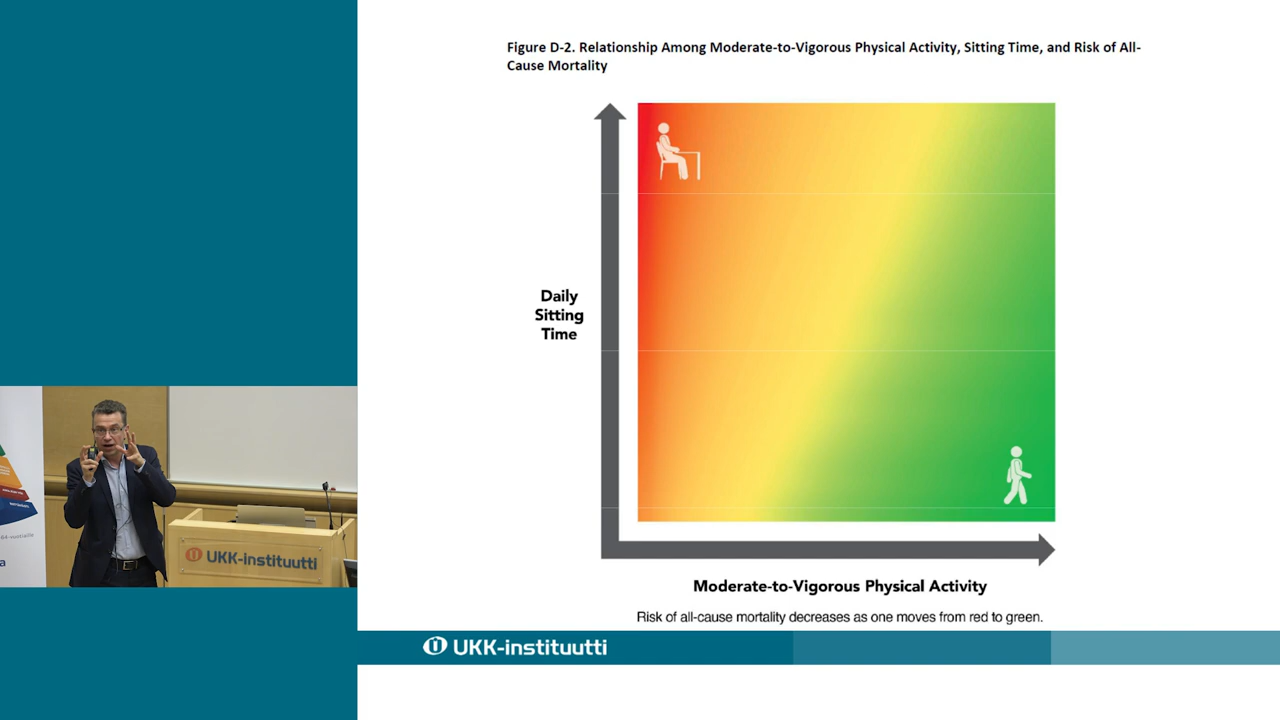 Figure D-2. Relationship Among Moderate-to-Vigorous Physical Activity, Sitting Time, and Risk of All-
Cause Mortality
Daily
Sitting
Time
Moderate-to-Vigorous Physical Activity
Risk of all-cause mortality decreases as one moves from red to green.
UKK-instituutti
UKK-instituutti